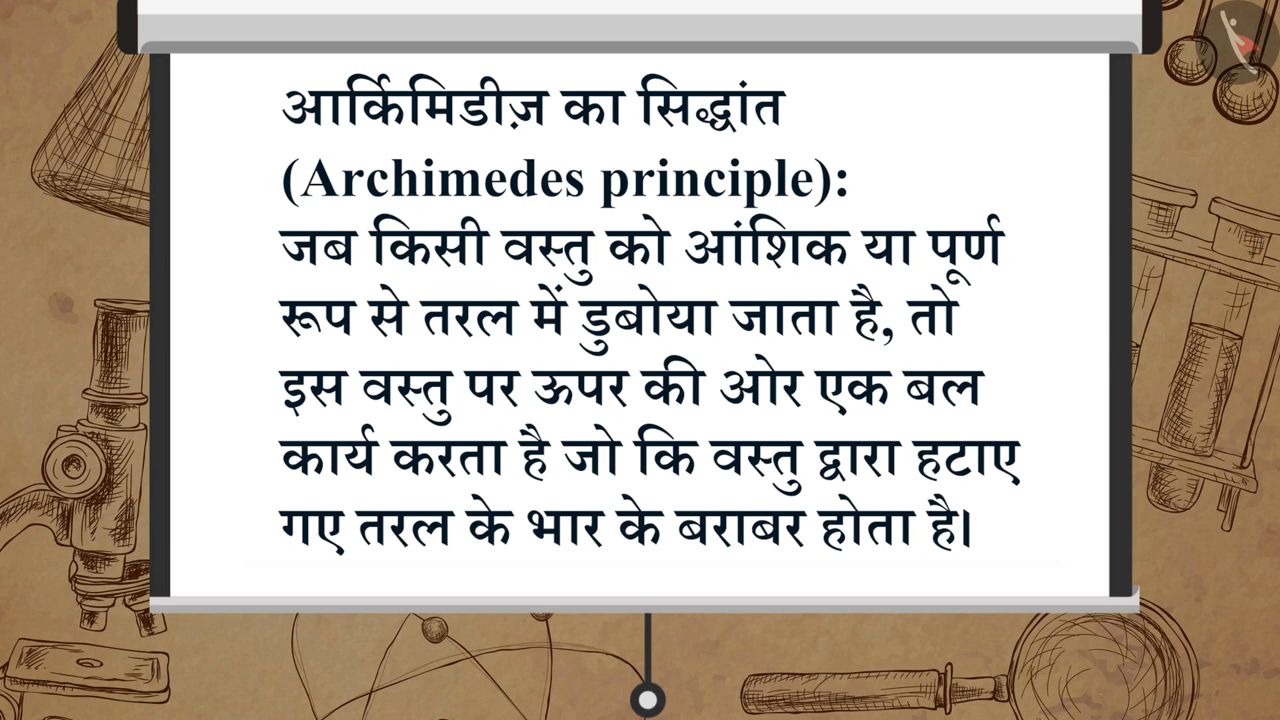 आर्किमिडीज़ का सिद्धांत
(Archimedes principle):
जब किसी वस्तु को आंशिक या पूर्ण
रूप से तरल में डुबोया जाता है, तो
इस वस्तु पर ऊपर की ओर एक बल
कार्य करता है जो कि वस्तु द्वारा हटाए
गए तरल के भार के बराबर होता है।